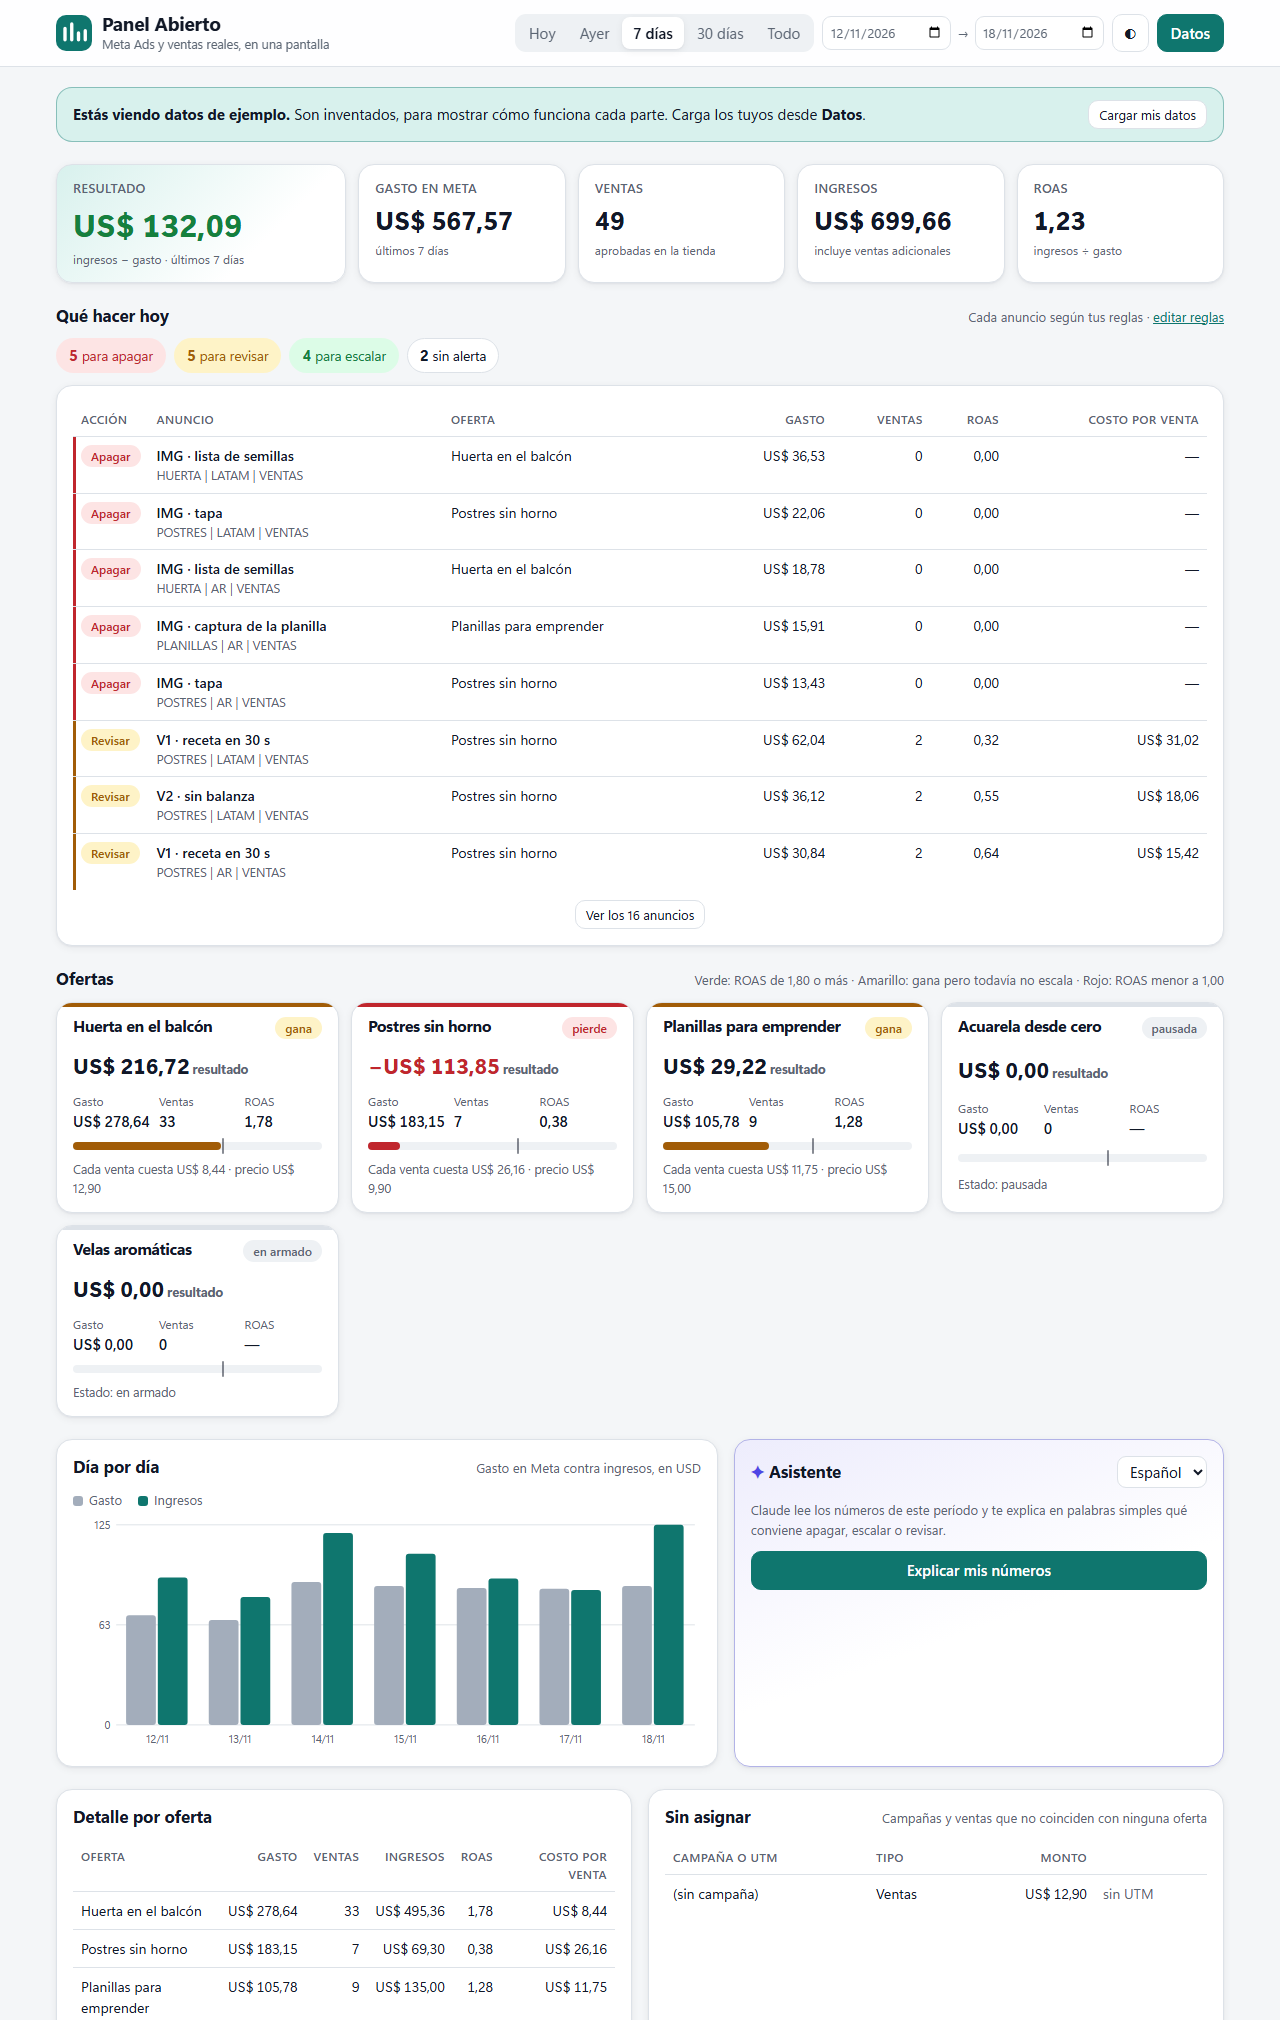 Panel Abierto
Meta Ads y ventas reales, en una pantalla
Hoy Ayer 7 días 30 días Todo 12/11/2026 → 18/11/2026 Datos
Estás viendo datos de ejemplo. Son inventados, para mostrar cómo funciona cada parte. Carga los tuyos desde Datos. Cargar mis datos
RESULTADO
US$ 132,09
ingresos − gasto · últimos 7 días
GASTO EN META
US$ 567,57
últimos 7 días
VENTAS
49
aprobadas en la tienda
INGRESOS
US$ 699,66
incluye ventas adicionales
ROAS
1,23
ingresos ÷ gasto
Qué hacer hoy
Cada anuncio según tus reglas · editar reglas
5 para apagar 5 para revisar 4 para escalar 2 sin alerta
ACCIÓN ANUNCIO OFERTA GASTO VENTAS ROAS COSTO POR VENTA
Apagar IMG · lista de semillas Huerta en el balcón US$ 36,53 0 0,00 —
HUERTA | LATAM | VENTAS
Apagar IMG · tapa Postres sin horno US$ 22,06 0 0,00 —
POSTRES | LATAM | VENTAS
Apagar IMG · lista de semillas Huerta en el balcón US$ 18,78 0 0,00 —
HUERTA | AR | VENTAS
Apagar IMG · captura de la planilla Planillas para emprender US$ 15,91 0 0,00 —
PLANILLAS | AR | VENTAS
Apagar IMG · tapa Postres sin horno US$ 13,43 0 0,00 —
POSTRES | AR | VENTAS
Revisar V1 · receta en 30 s Postres sin horno US$ 62,04 2 0,32 US$ 31,02
POSTRES | LATAM | VENTAS
Revisar V2 · sin balanza Postres sin horno US$ 36,12 2 0,55 US$ 18,06
POSTRES | LATAM | VENTAS
Revisar V1 · receta en 30 s Postres sin horno US$ 30,84 2 0,64 US$ 15,42
POSTRES | AR | VENTAS
Ver los 16 anuncios
Ofertas
Verde: ROAS de 1,80 o más · Amarillo: gana pero todavía no escala · Rojo: ROAS menor a 1,00
Huerta en el balcón gana
US$ 216,72 resultado
Gasto Ventas ROAS
US$ 278,64 33 1,78
Cada venta cuesta US$ 8,44 · precio US$
12,90
Postres sin horno pierde
−US$ 113,85 resultado
Gasto Ventas ROAS
US$ 183,15 7 0,38
Cada venta cuesta US$ 26,16 · precio US$
9,90
Planillas para emprender gana
US$ 29,22 resultado
Gasto Ventas ROAS
US$ 105,78 9 1,28
Cada venta cuesta US$ 11,75 · precio US$
15,00
Acuarela desde cero pausada
US$ 0,00 resultado
Gasto Ventas ROAS
US$ 0,00 0 —
Estado: pausada
Velas aromáticas en armado
US$ 0,00 resultado
Gasto Ventas ROAS
US$ 0,00 0 —
Estado: en armado
Día por día
Gasto en Meta contra ingresos, en USD
Gasto Ingresos
125
63
0
12/11 13/11 14/11 15/11 16/11 17/11 18/11
Asistente Español
Claude lee los números de este período y te explica en palabras simples qué
conviene apagar, escalar o revisar.
Explicar mis números
Detalle por oferta
OFERTA GASTO VENTAS INGRESOS ROAS COSTO POR
VENTA
Huerta en el balcón US$ 278,64 33 US$ 495,36 1,78 US$ 8,44
Postres sin horno US$ 183,15 7 US$ 69,30 0,38 US$ 26,16
Planillas para US$ 105,78 9 US$ 135,00 1,28 US$ 11,75
emprender
Sin asignar
Campañas y ventas que no coinciden con ninguna oferta
CAMPAÑA O UTM TIPO MONTO
(sin campaña) Ventas US$ 12,90 sin UTM